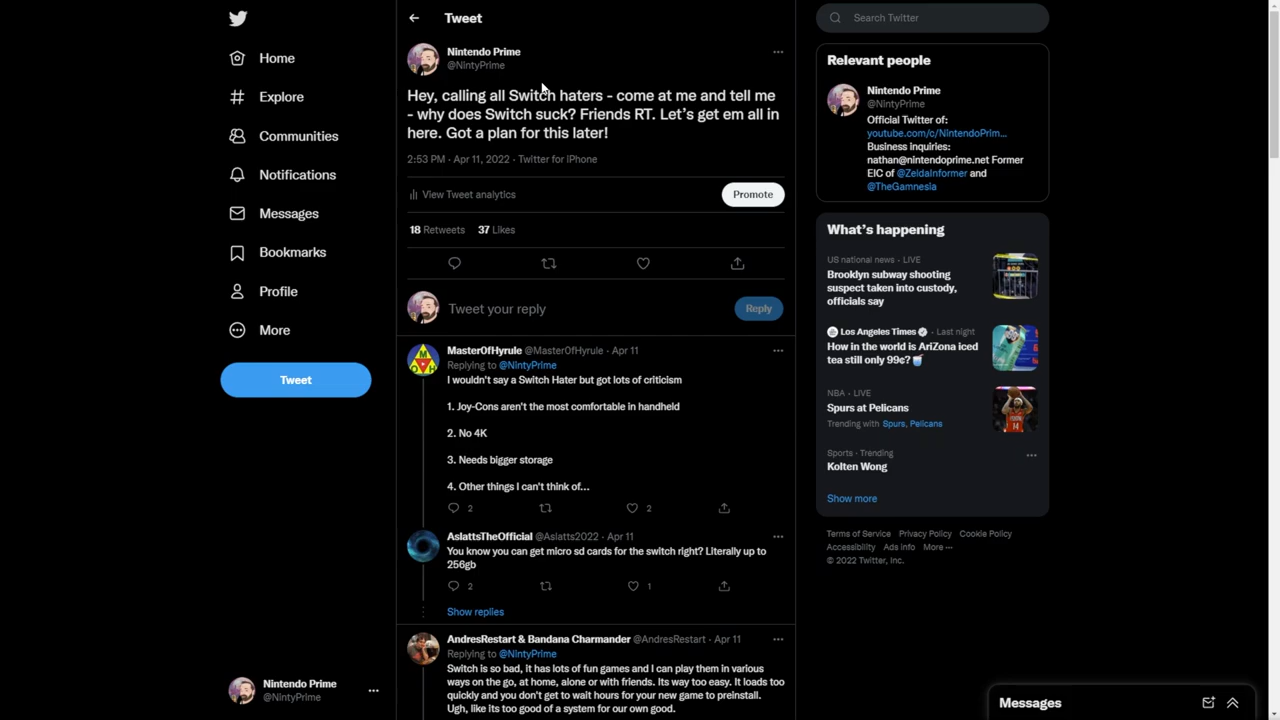 Home
Explore
Communities
Notifications
Messages
Bookmarks
Profile
More
Tweet
Nintendo Prime
@NintyPrime
Tweet
Nintendo Prime
@NintyPrime
Hey, calling all Switch haters - come at me and tell me
- why does Switch suck? Friends RT. Let's get em all in
here. Got a plan for this later!
2:53 PM · Apr 11, 2022 · Twitter for iPhone
View Tweet analytics
Promote
18 Retweets 37 Likes
Tweet your reply
Reply
MasterOfHyrule @MasterOfHyrule · Apr 11
Replying to @NintyPrime
I wouldn't say a Switch Hater but got lots of criticism
1. Joy-Cons aren't the most comfortable in handheld
2. No 4K
3. Needs bigger storage
4. Other things I can't think of...
2 2
AslattsTheOfficial @Aslatts2022 · Apr 11
You know you can get micro sd cards for the switch right? Literally up to
256gb
2 1
Show replies
AndresRestart & Bandana Charmander @AndresRestart · Apr 11
Replying to @NintyPrime
Switch is so bad, it has lots of fun games and I can play them in various
ways on the go, at home, alone or with friends. Its way too easy. It loads too
quickly and you don't get to wait hours for your new game to preinstall.
Ugh, like its too good of a system for our own good.
Search Twitter
Relevant people
Nintendo Prime
@NintyPrime
Official Twitter of:
youtube.com/c/NintendoPrim...
Business inquiries:
nathan@nintendoprime.net Former
EIC of @ZeldaInformer and
@TheGamnesia
What's happening
US national news · LIVE
Brooklyn subway shooting
suspect taken into custody,
officials say
Los Angeles Times · Last night
How in the world is AriZona iced
tea still only 99¢?
NBA · LIVE
Spurs at Pelicans
Trending with Spurs, Pelicans
Sports · Trending
Kolten Wong
Show more
Terms of Service Privacy Policy Cookie Policy
Accessibility Ads info More ···
© 2022 Twitter, Inc.
Messages